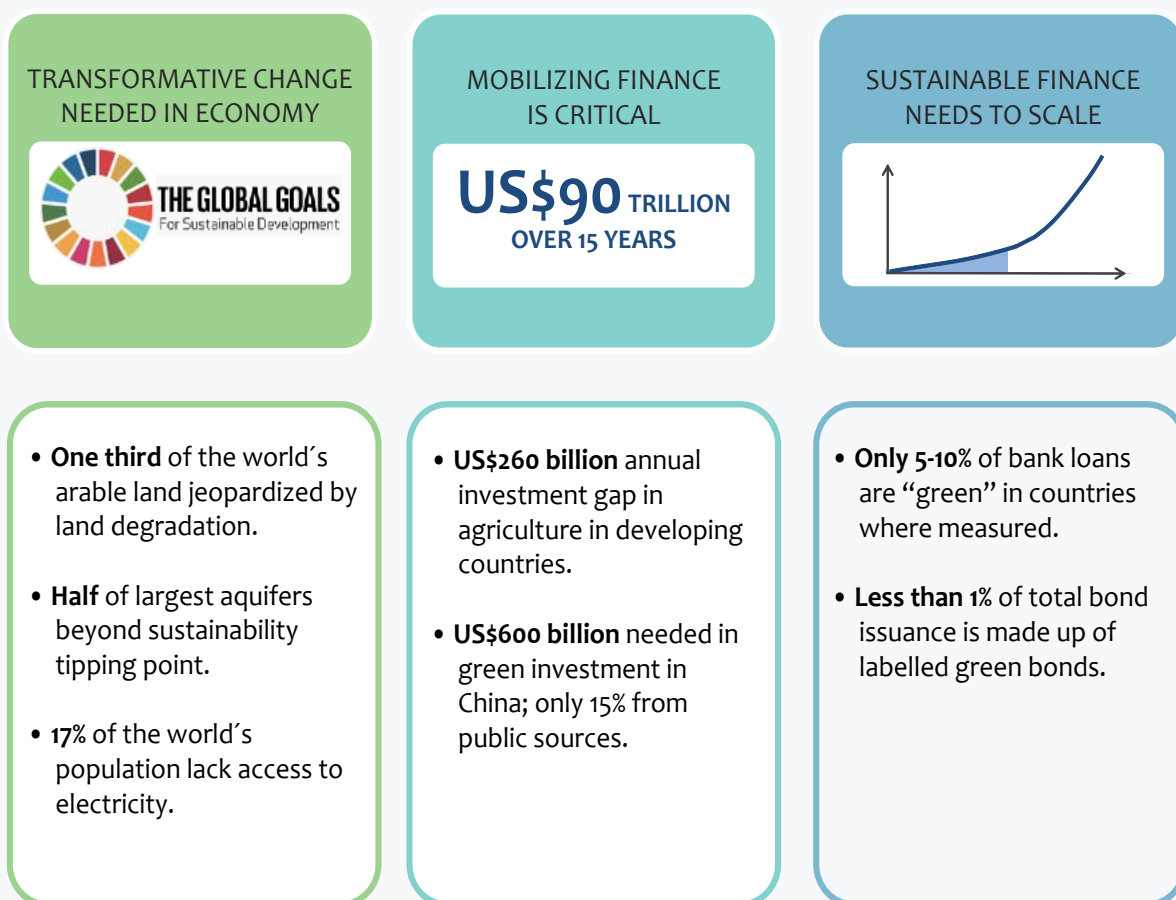 TRANSFORMATIVE CHANGE
NEEDED IN ECONOMY
THE GLOBAL GOALS
For Sustainable Development
MOBILIZING FINANCE
IS CRITICAL
US$90 TRILLION
OVER 15 YEARS
SUSTAINABLE FINANCE
NEEDS TO SCALE
• One third of the world´s
arable land jeopardized by
land degradation.
• Half of largest aquifers
beyond sustainability
tipping point.
• 17% of the world´s
population lack access to
electricity.
• US$260 billion annual
investment gap in
agriculture in developing
countries.
• US$600 billion needed in
green investment in
China; only 15% from
public sources.
• Only 5-10% of bank loans
are “green” in countries
where measured.
• Less than 1% of total bond
issuance is made up of
labelled green bonds.